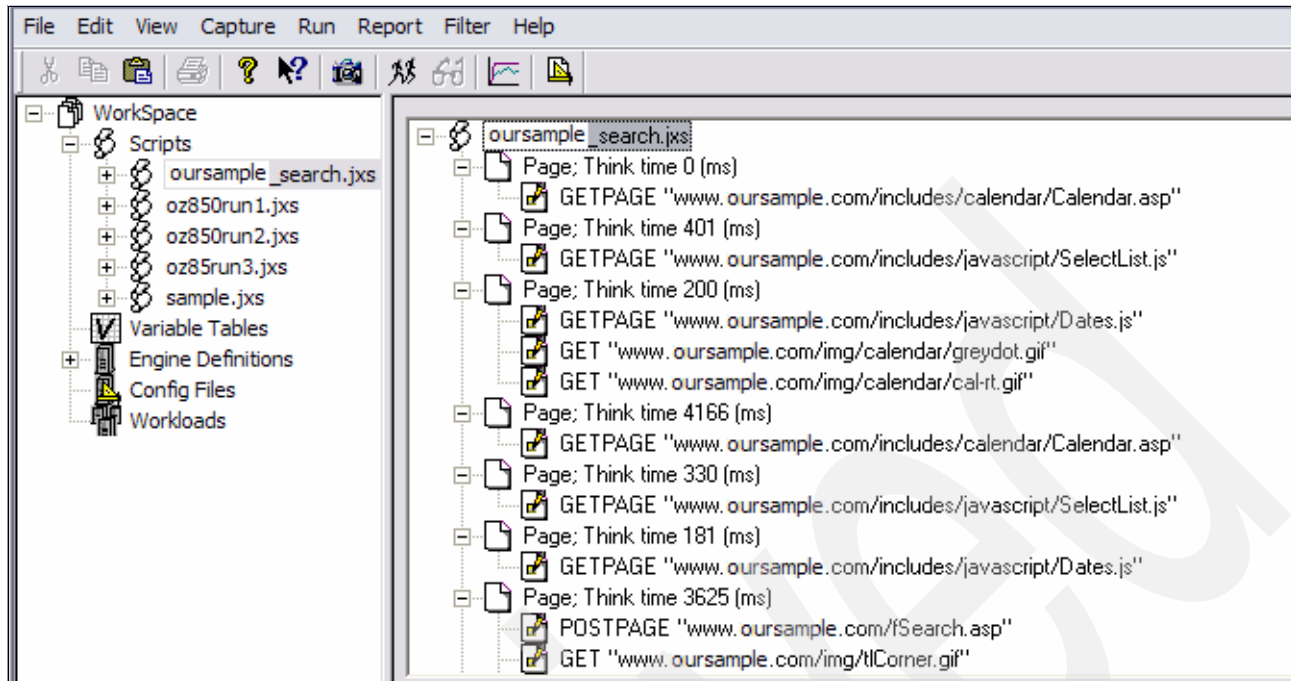 File Edit View Capture Run Report Filter Help
WorkSpace
Scripts
oursample_search.jxs
oz850run1.jxs
oz850run2.jxs
oz85run3.jxs
sample.jxs
Variable Tables
Engine Definitions
Config Files
Workloads
oursample_search.jxs
Page; Think time 0 (ms)
GETPAGE "www.oursample.com/includes/calendar/Calendar.asp"
Page; Think time 401 (ms)
GETPAGE "www.oursample.com/includes/javascript/SelectList.js"
Page; Think time 200 (ms)
GETPAGE "www.oursample.com/includes/javascript/Dates.js"
GET "www.oursample.com/img/calendar/greydot.gif"
GET "www.oursample.com/img/calendar/cal-rt.gif"
Page; Think time 4166 (ms)
GETPAGE "www.oursample.com/includes/calendar/Calendar.asp"
Page; Think time 330 (ms)
GETPAGE "www.oursample.com/includes/javascript/SelectList.js"
Page; Think time 181 (ms)
GETPAGE "www.oursample.com/includes/javascript/Dates.js"
Page; Think time 3625 (ms)
POSTPAGE "www.oursample.com/fSearch.asp"
GET "www.oursample.com/img/tlCorner.gif"